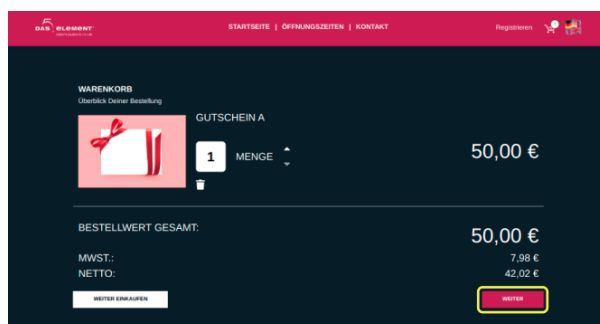 DAS 5 ELEMENT
STARTSEITE | ÖFFNUNGSZEITEN | KONTAKT
Registrieren
WARENKORB
Überblick Deiner Bestellung
GUTSCHEIN A
1 MENGE
50,00 €
BESTELLWERT GESAMT:
50,00 €
MWST.:
7,98 €
NETTO:
42,02 €
WEITER EINKAUFEN
WEITER